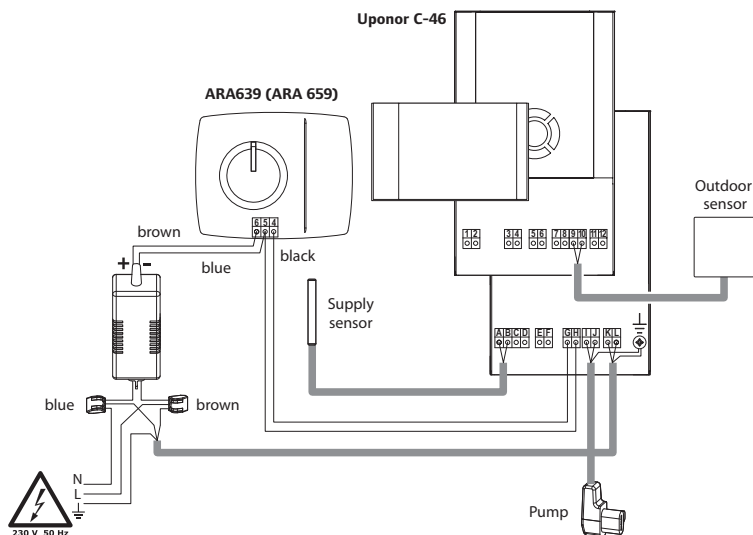 Uponor C-46
ARA639 (ARA 659)
Outdoor
sensor
1 2
3 4
5 6
7 8 9 10
11 12
6 5 4
brown
blue
black
+ -
Supply
sensor
A B C D
E F
G H
I J
K L
blue
brown
N
L
Pump
230 V 50 Hz